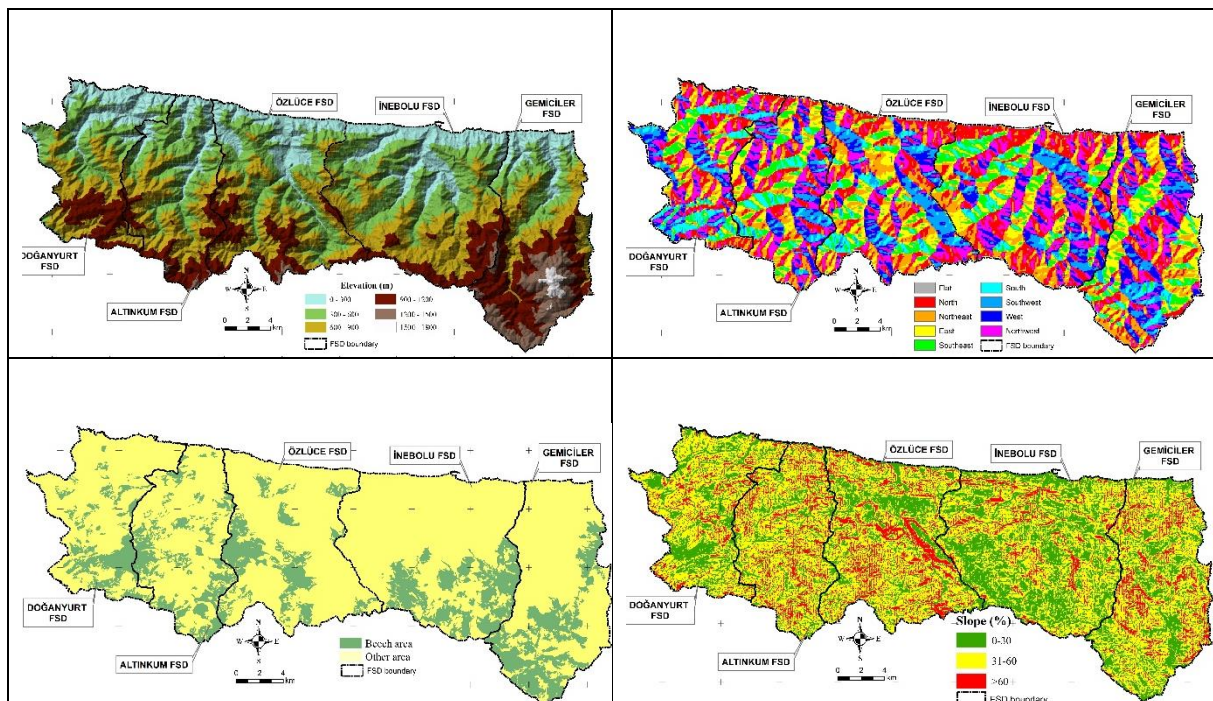 ÖZLÜCE FSD
İNEBOLU FSD
GEMİCİLER
FSD
DOĞANYURT
FSD
ALTINKUM FSD
N
W E
S
0 2 4
km
Elevation (m)
0 - 300
300 - 600
600 - 900
900 - 1200
1200 - 1500
1500 - 1800
FSD boundary
ÖZLÜCE FSD
İNEBOLU FSD
GEMİCİLER
FSD
DOĞANYURT
FSD
ALTINKUM FSD
N
W E
S
0 2 4
km
Flat
North
Northeast
East
Southeast
South
Southwest
West
Northwest
FSD boundary
ÖZLÜCE FSD
İNEBOLU FSD
GEMİCİLER
FSD
DOĞANYURT
FSD
ALTINKUM FSD
N
W E
S
0 2 4
km
Beech area
Other area
FSD boundary
ÖZLÜCE FSD
İNEBOLU FSD
GEMİCİLER
FSD
DOĞANYURT
FSD
ALTINKUM FSD
N
W E
S
0 2 4
km
Slope (%)
0-30
31-60
>60
FSD boundary